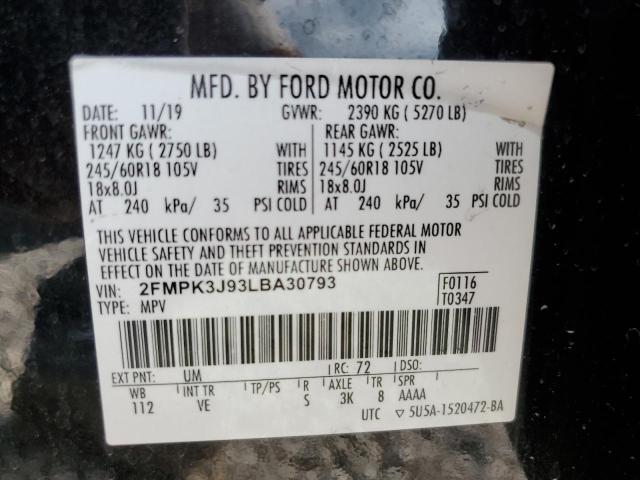 MFD. BY FORD MOTOR CO.
DATE: 11/19 GVWR: 2390 KG ( 5270 LB)
FRONT GAWR: REAR GAWR:
1247 KG ( 2750 LB) WITH 1145 KG ( 2525 LB) WITH
245/60R18 105V TIRES 245/60R18 105V TIRES
18x8.0J RIMS 18x8.0J RIMS
AT 240 kPa/ 35 PSI COLD AT 240 kPa/ 35 PSI COLD
THIS VEHICLE CONFORMS TO ALL APPLICABLE FEDERAL MOTOR
VEHICLE SAFETY AND THEFT PREVENTION STANDARDS IN
EFFECT ON THE DATE OF MANUFACTURE SHOWN ABOVE.
VIN: 2FMPK3J93LBA30793 F0116
TYPE: MPV T0347
EXT PNT: UM RC: 72 DSO:
WB INT TR TP/PS R AXLE TR SPR
112 VE S 3K 8 AAAA
UTC ▽ 5U5A-1520472-BA